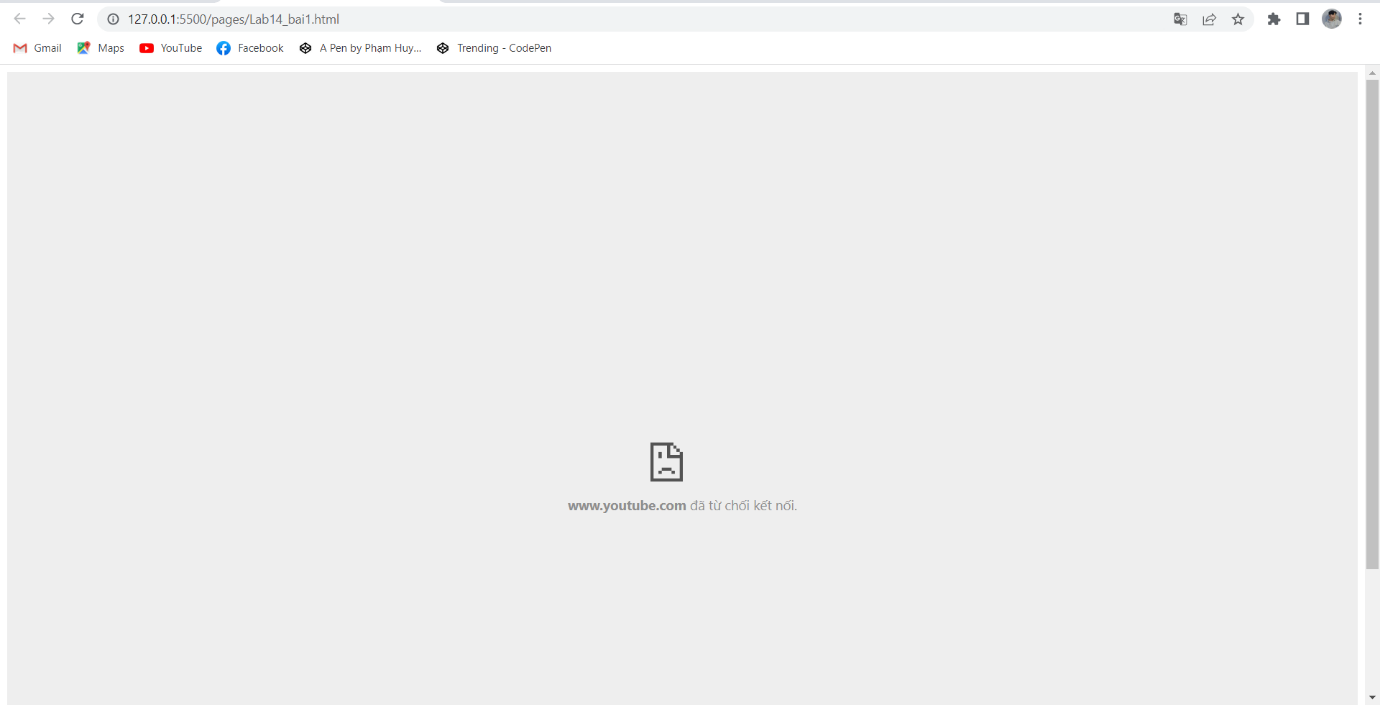 127.0.0.1:5500/pages/Lab14_bai1.html
Gmail Maps YouTube Facebook A Pen by Phạm Huy... Trending - CodePen
www.youtube.com đã từ chối kết nối.